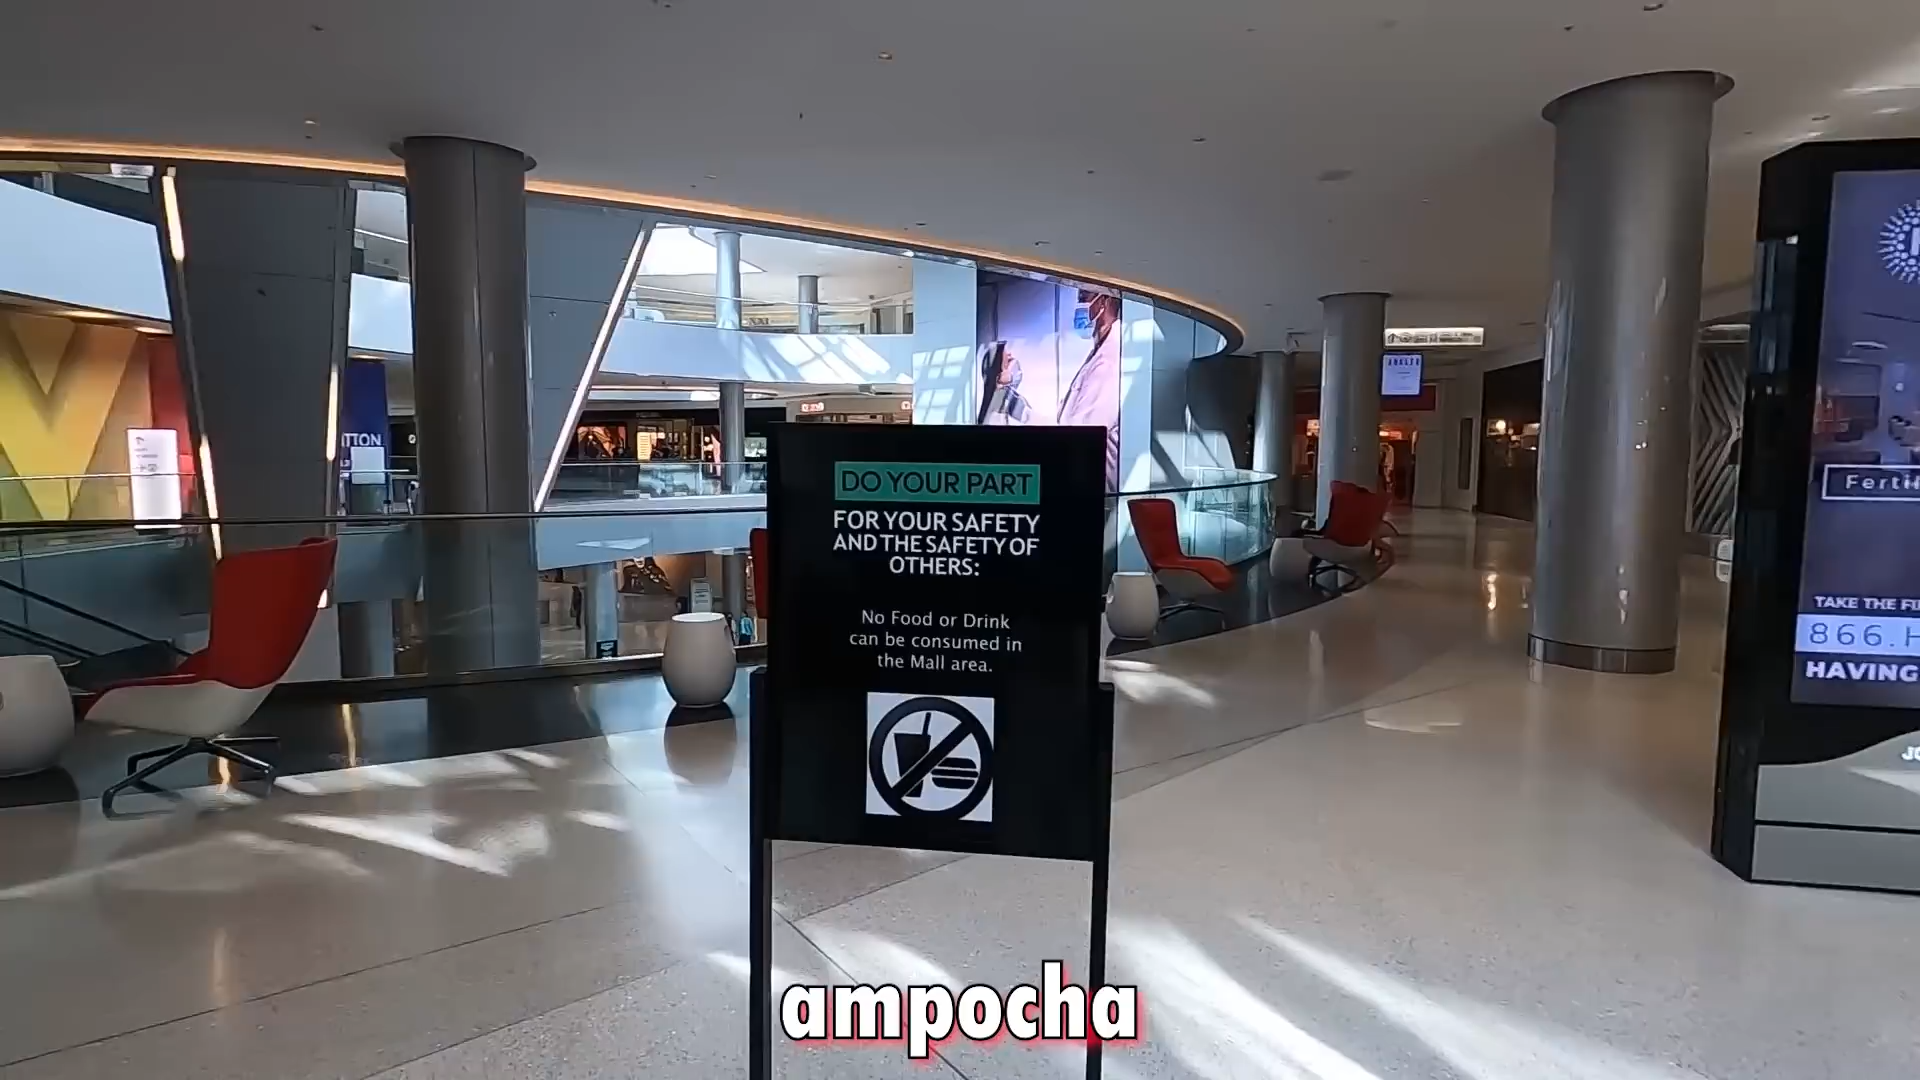 DO YOUR PART
FOR YOUR SAFETY
AND THE SAFETY OF
OTHERS:
No Food or Drink
can be consumed in
the Mall area.
TAKE THE
866.
HAVING
ampocha